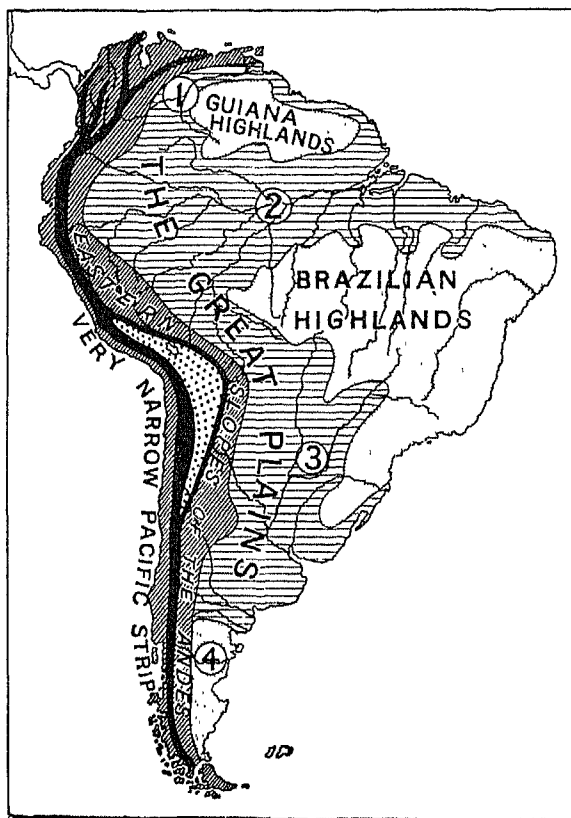 1
GUIANA
HIGHLANDS
2
THE GREAT PLAINS
BRAZILIAN
HIGHLANDS
EASTERN SLOPES OF THE ANDES
VERY NARROW PACIFIC STRIP
3
4